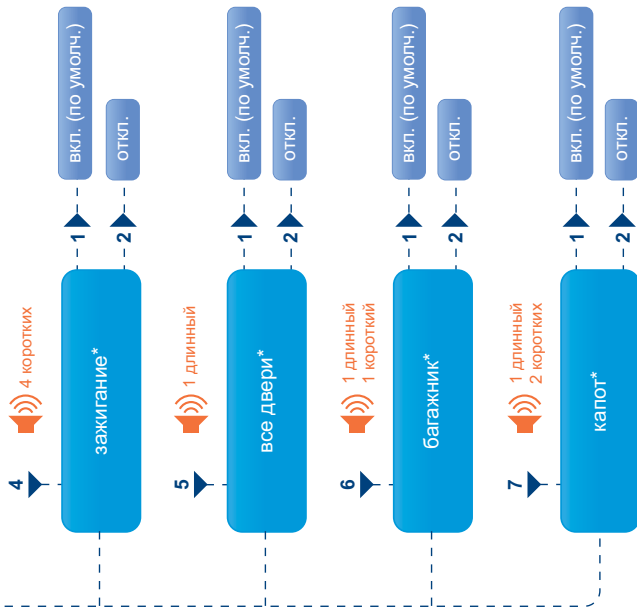 4
4 коротких
зажигание*
1
вкл. (по умолч.)
2
откл.
5
1 длинный
все двери*
1
вкл. (по умолч.)
2
откл.
6
1 длинный
1 короткий
багажник*
1
вкл. (по умолч.)
2
откл.
7
1 длинный
2 коротких
капот*
1
вкл. (по умолч.)
2
откл.